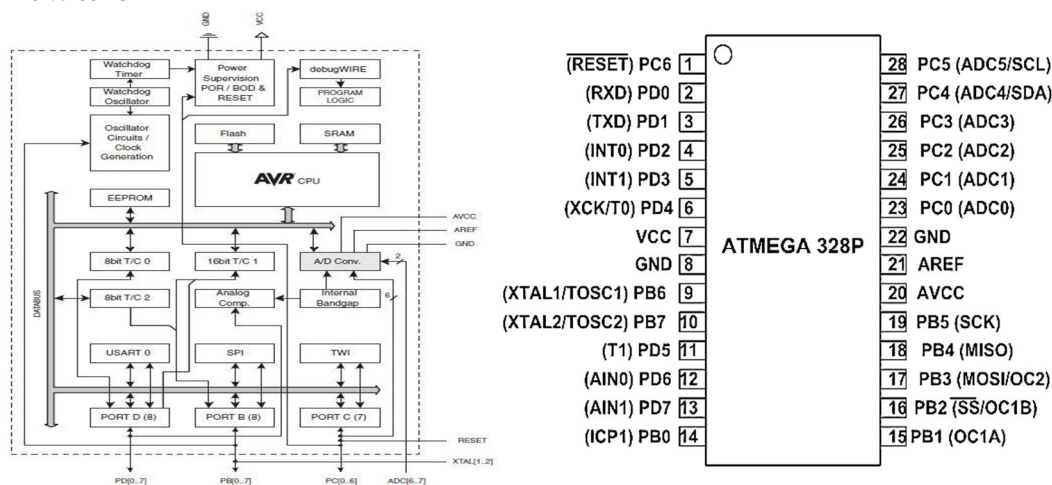 GND
VCC
Watchdog
Timer
Watchdog
Oscillator
Oscillator
Circuits /
Clock
Generation
Power
Supervision
POR / BOD &
RESET
debugWIRE
PROGRAM
LOGIC
Flash
SRAM
AVR CPU
EEPROM
AVCC
AREF
GND
8bit T/C 0
16bit T/C 1
A/D Conv.
2
8bit T/C 2
Analog
Comp.
Internal
Bandgap
6
DATABUS
USART 0
SPI
TWI
PORT D (8)
PORT B (8)
PORT C (7)
RESET
XTAL[1..2]
PD[0..7]
PB[0..7]
PC[0..6]
ADC[6..7]
(RESET) PC6 1
(RXD) PD0 2
(TXD) PD1 3
(INT0) PD2 4
(INT1) PD3 5
(XCK/T0) PD4 6
VCC 7
GND 8
(XTAL1/TOSC1) PB6 9
(XTAL2/TOSC2) PB7 10
(T1) PD5 11
(AIN0) PD6 12
(AIN1) PD7 13
(ICP1) PB0 14
ATMEGA 328P
28 PC5 (ADC5/SCL)
27 PC4 (ADC4/SDA)
26 PC3 (ADC3)
25 PC2 (ADC2)
24 PC1 (ADC1)
23 PC0 (ADC0)
22 GND
21 AREF
20 AVCC
19 PB5 (SCK)
18 PB4 (MISO)
17 PB3 (MOSI/OC2)
16 PB2 (SS/OC1B)
15 PB1 (OC1A)